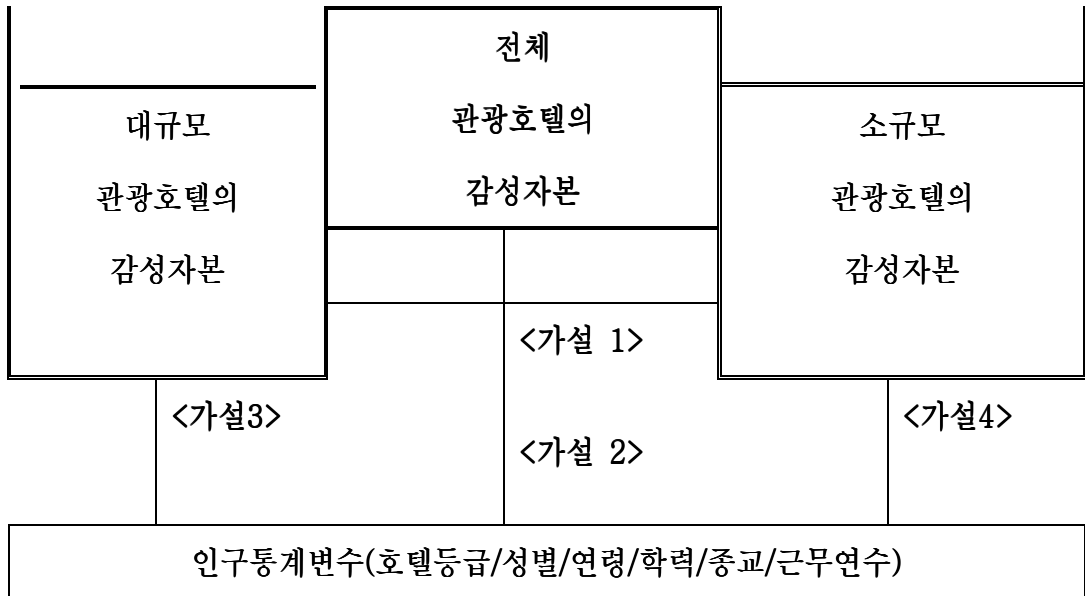 전체
관광호텔의
감성자본
대규모
관광호텔의
감성자본
소규모
관광호텔의
감성자본
<가설 1>
<가설3>
<가설4>
<가설 2>
인구통계변수(호텔등급/성별/연령/학력/종교/근무연수)